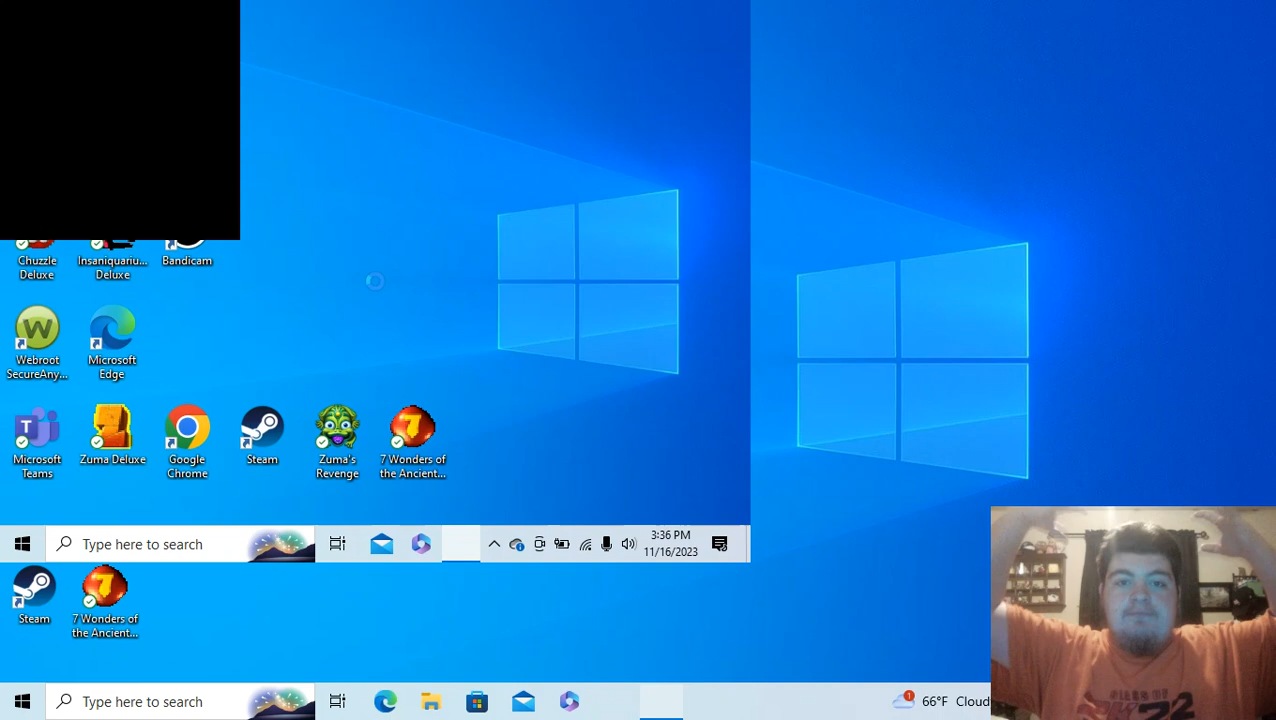 Chuzzle
Deluxe
Insaniquariu...
Deluxe
Bandicam
Webroot
SecureAny...
Microsoft
Edge
Microsoft
Teams
Zuma Deluxe
Google
Chrome
Steam
Zuma's
Revenge
7 Wonders of
the Ancient...
Type here to search
3:36 PM
11/16/2023
Steam
7 Wonders of
the Ancient...
Type here to search
1
66°F Cloud
72